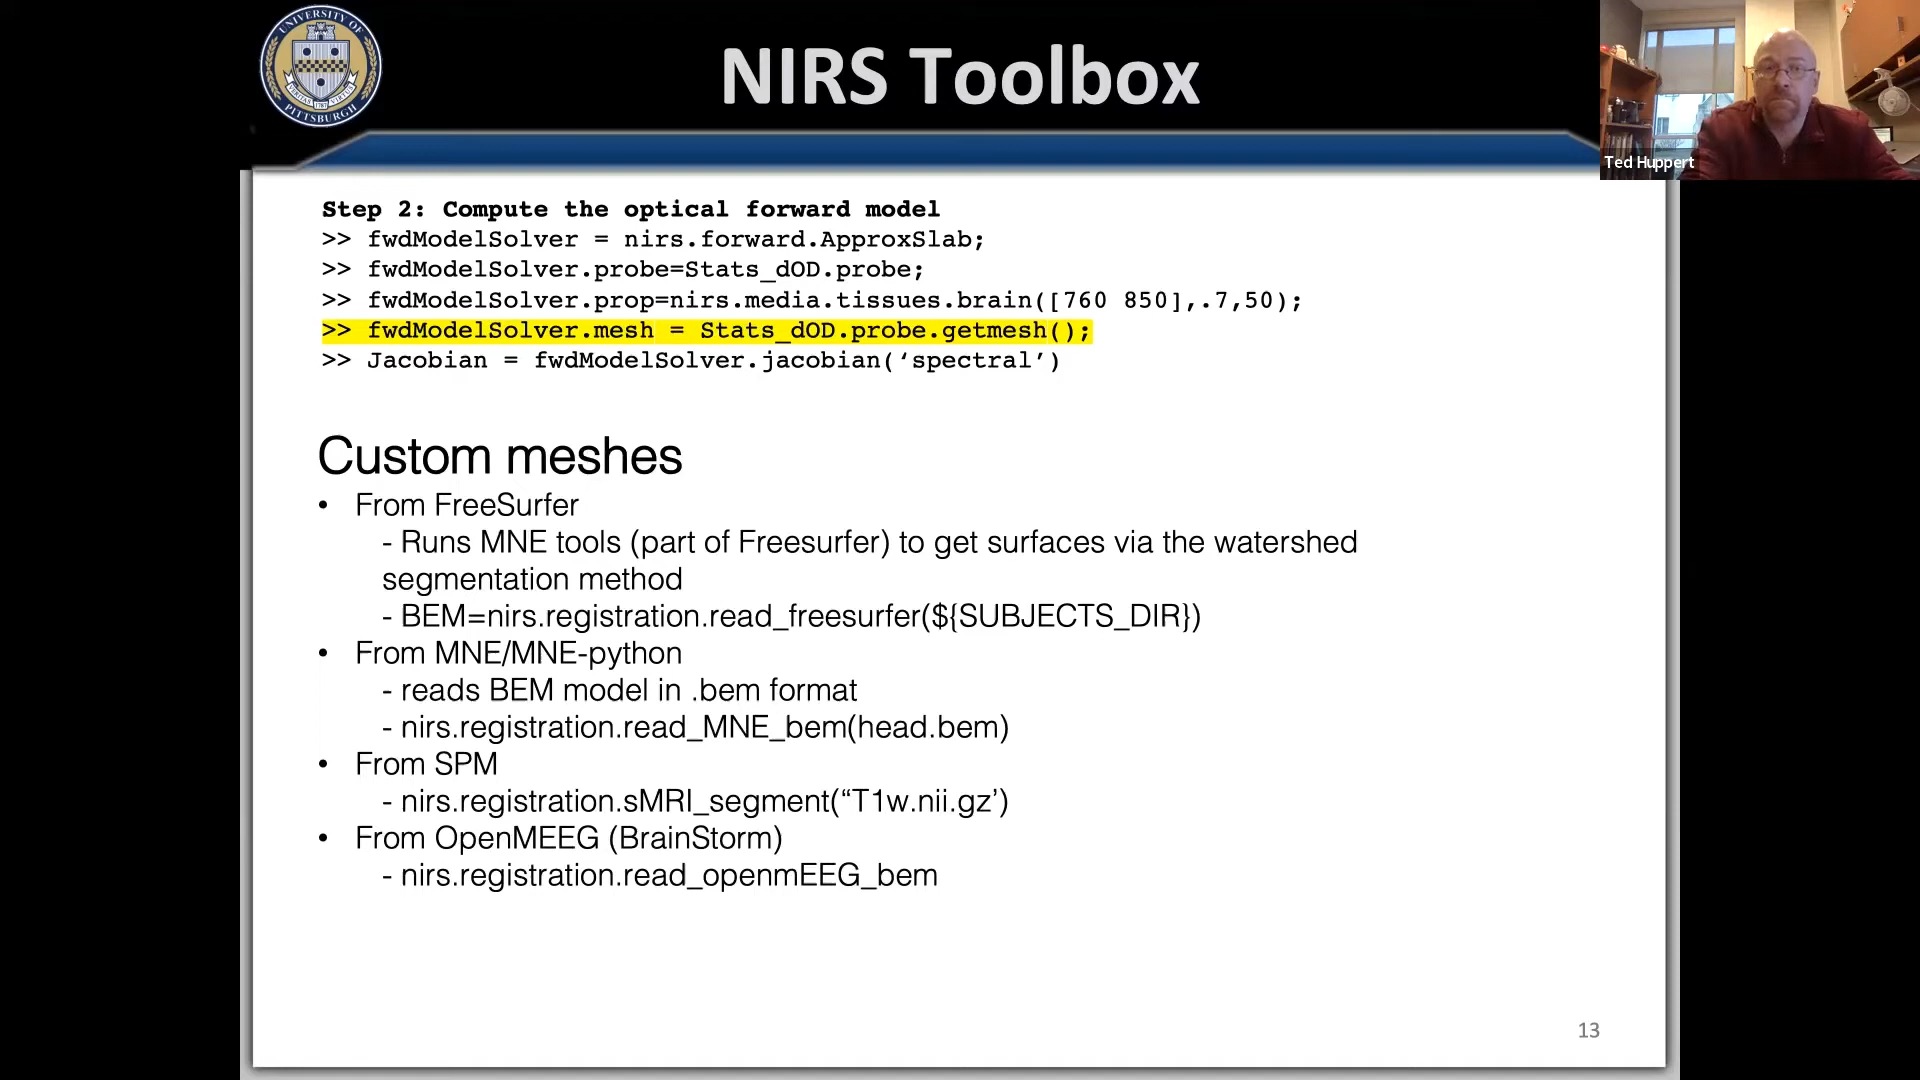 UNIVERSITY OF
PITTSBURGH
NIRS Toolbox
Ted Huppert
Step 2: Compute the optical forward model
>> fwdModelSolver = nirs.forward.ApproxSlab;
>> fwdModelSolver.probe=Stats_dOD.probe;
>> fwdModelSolver.prop=nirs.media.tissues.brain([760 850],.7,50);
>> fwdModelSolver.mesh = Stats_dOD.probe.getmesh();
>> Jacobian = fwdModelSolver.jacobian(‘spectral’)
Custom meshes
• From FreeSurfer
- Runs MNE tools (part of Freesurfer) to get surfaces via the watershed
segmentation method
- BEM=nirs.registration.read_freesurfer(${SUBJECTS_DIR})
• From MNE/MNE-python
- reads BEM model in .bem format
- nirs.registration.read_MNE_bem(head.bem)
• From SPM
- nirs.registration.sMRI_segment(“T1w.nii.gz’)
• From OpenMEEG (BrainStorm)
- nirs.registration.read_openmEEG_bem
13